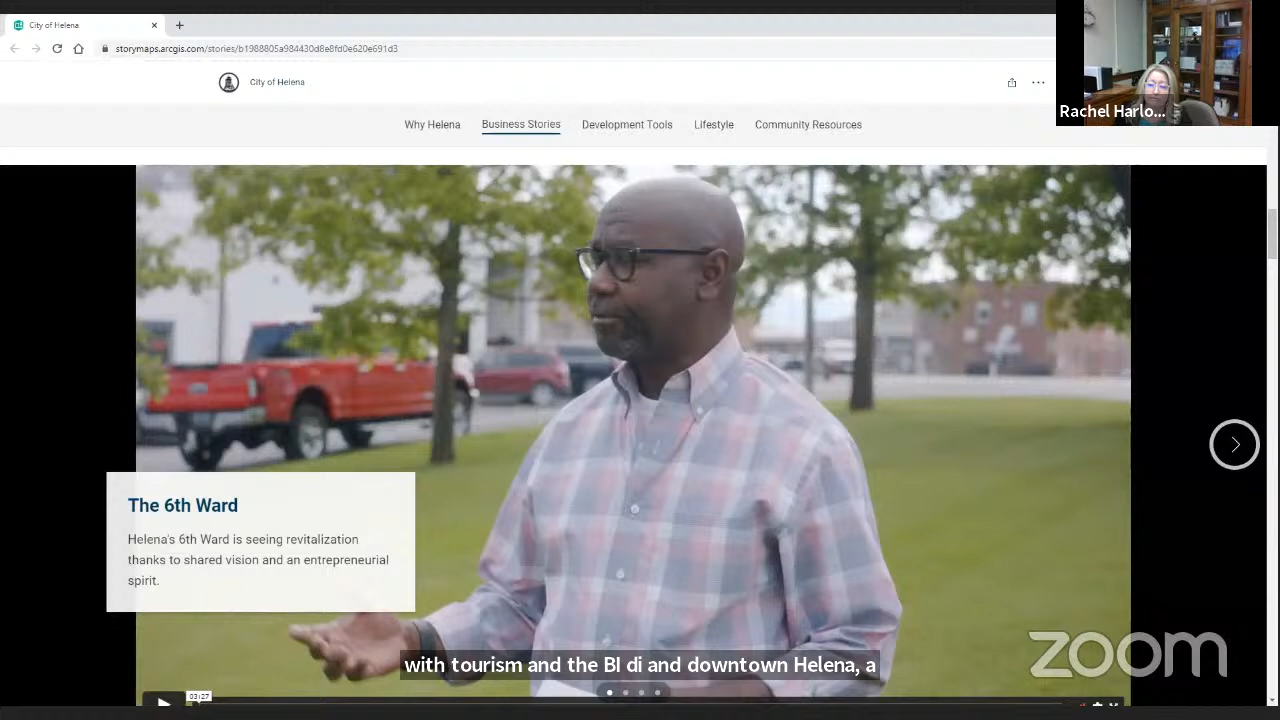 City of Helena
storymaps.arcgis.com/stories/b1988805a984430d8e8fd0e620e691d3
City of Helena
Rachel Harlo...
Why Helena Business Stories Development Tools Lifestyle Community Resources
The 6th Ward
Helena's 6th Ward is seeing revitalization
thanks to shared vision and an entrepreneurial
spirit.
zoom
with tourism and the BI di and downtown Helena, a
03:27